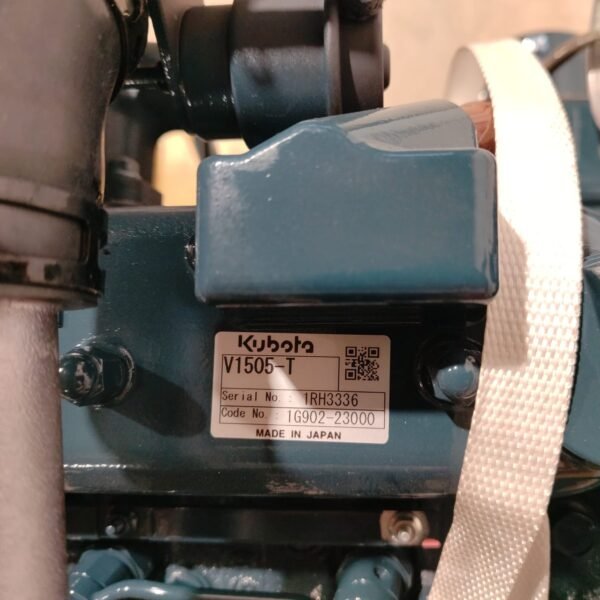 Kubota
V1505-T
Serial No. : 1RH3336
Code No. : 1G902-23000
MADE IN JAPAN